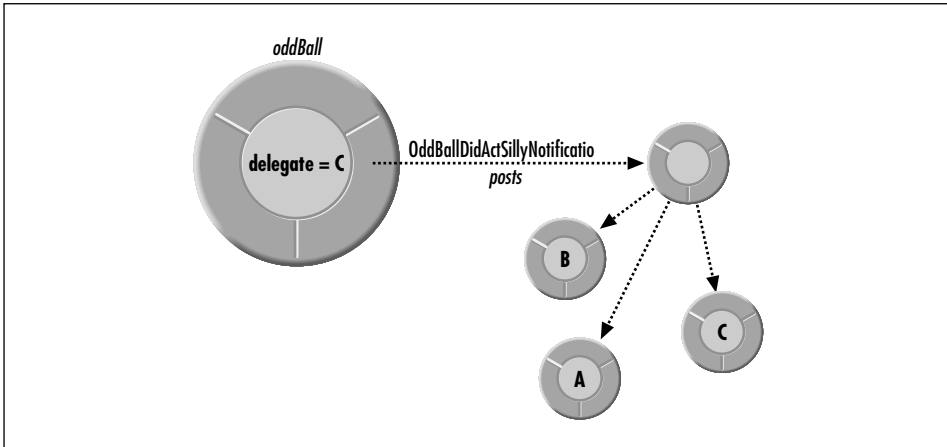 oddBall
delegate = C
OddBallDidActSillyNotificatio
posts
B
C
A